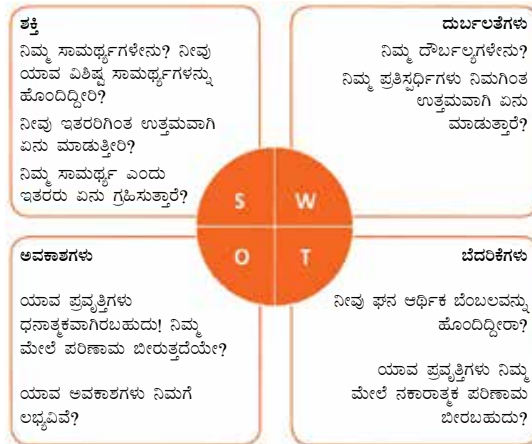 ಶಕ್ತಿ
ನಿಮ್ಮ ಸಾಮರ್ಥ್ಯಗಳೇನು? ನೀವು
ಯಾವ ವಿಶಿಷ್ಟ ಸಾಮರ್ಥ್ಯಗಳನ್ನು
ಹೊಂದಿದ್ದೀರಿ?
ನೀವು ಇತರರಿಗಿಂತ ಉತ್ತಮವಾಗಿ
ಏನು ಮಾಡುತ್ತೀರಿ?
ನಿಮ್ಮ ಸಾಮರ್ಥ್ಯ ಎಂದು
ಇತರರು ಏನು ಗ್ರಹಿಸುತ್ತಾರೆ?
ದುರ್ಬಲತೆಗಳು
ನಿಮ್ಮ ದೌರ್ಬಲ್ಯಗಳೇನು?
ನಿಮ್ಮ ಪ್ರತಿಸ್ಪರ್ಧಿಗಳು ನಿಮಗಿಂತ
ಉತ್ತಮವಾಗಿ ಏನು
ಮಾಡುತ್ತಾರೆ?
S W
O T
ಅವಕಾಶಗಳು
ಯಾವ ಪ್ರವೃತ್ತಿಗಳು
ಧನಾತ್ಮಕವಾಗಿರಬಹುದು! ನಿಮ್ಮ
ಮೇಲೆ ಪರಿಣಾಮ ಬೀರುತ್ತದೆಯೇ?
ಯಾವ ಅವಕಾಶಗಳು ನಿಮಗೆ
ಲಭ್ಯವಿವೆ?
ಬೆದರಿಕೆಗಳು
ನೀವು ಘನ ಆರ್ಥಿಕ ಬೆಂಬಲವನ್ನು
ಹೊಂದಿದ್ದೀರಾ?
ಯಾವ ಪ್ರವೃತ್ತಿಗಳು ನಿಮ್ಮ
ಮೇಲೆ ನಕಾರಾತ್ಮಕ ಪರಿಣಾಮ
ಬೀರಬಹುದು?